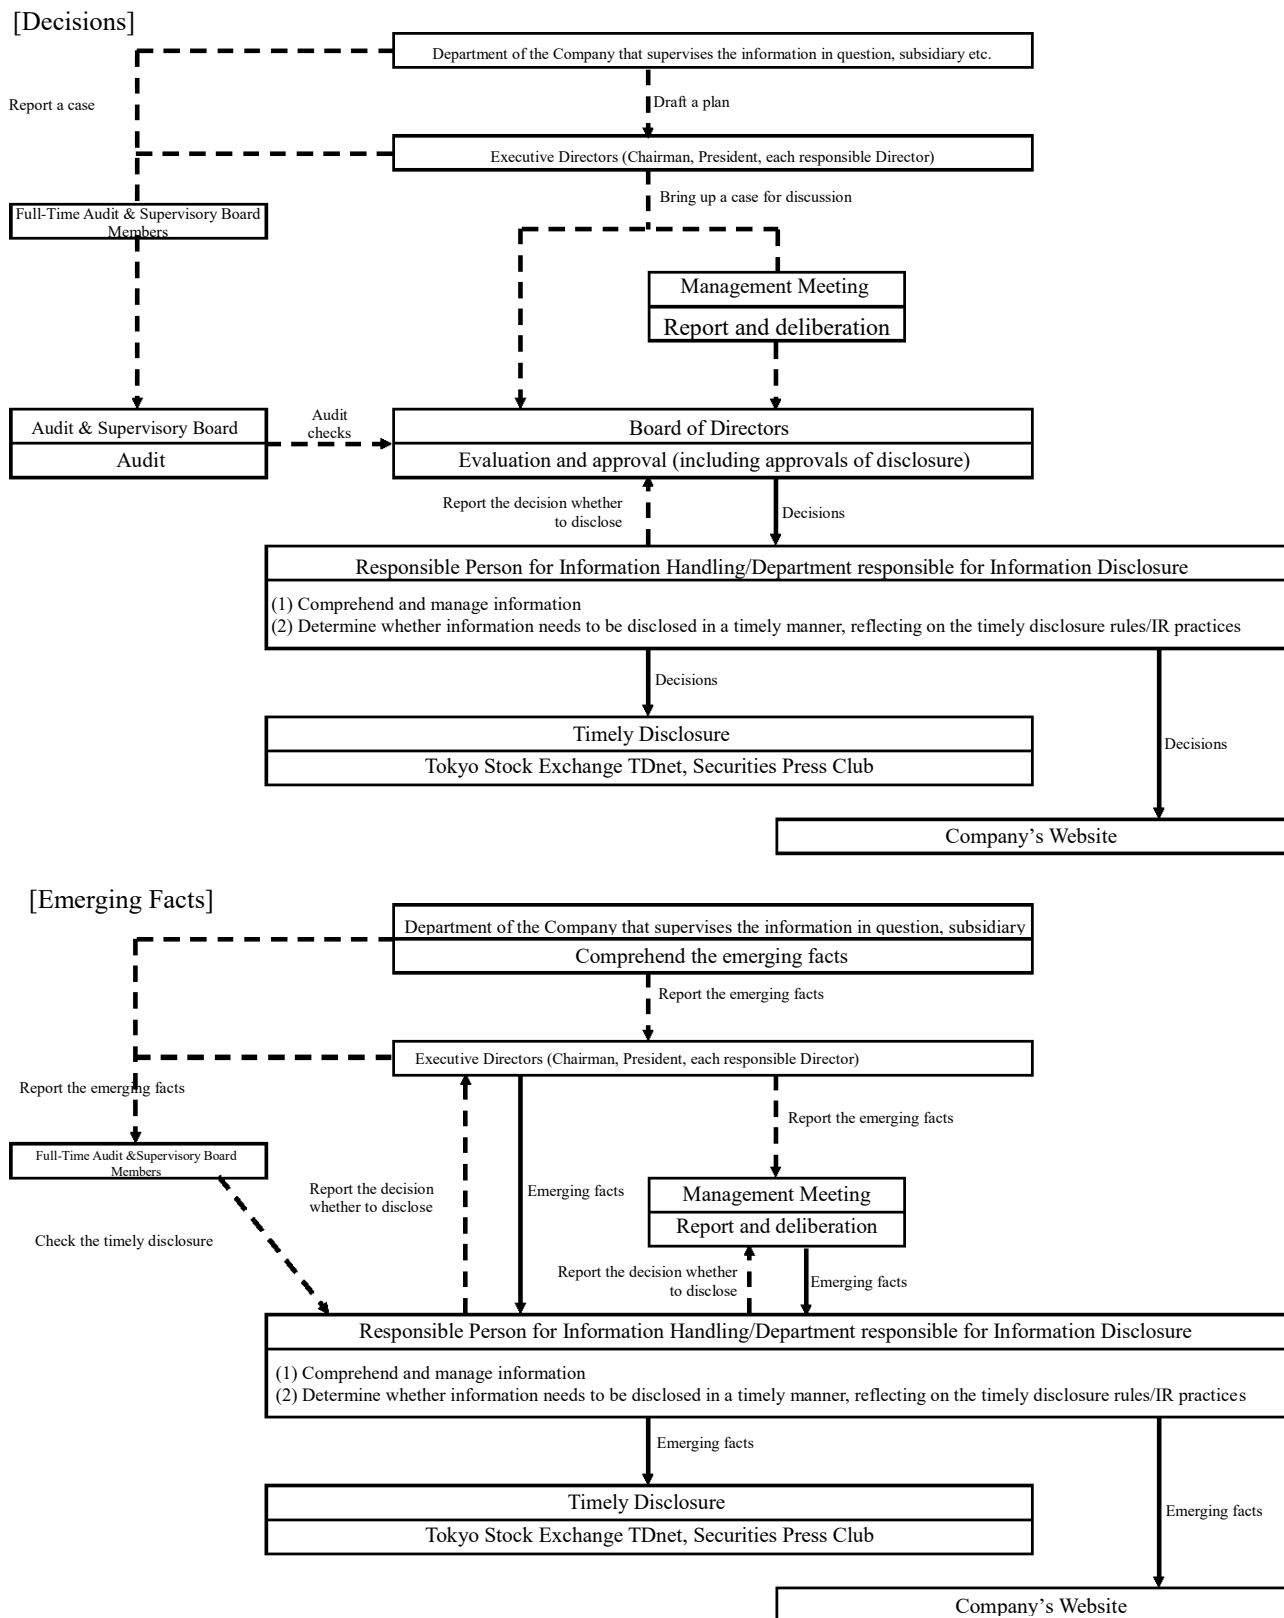 [Decisions]
Department of the Company that supervises the information in question, subsidiary etc.
Report a case
Draft a plan
Executive Directors (Chairman, President, each responsible Director)
Bring up a case for discussion
Full-Time Audit & Supervisory Board
Members
Management Meeting
Report and deliberation
Audit & Supervisory Board
Audit
Audit
checks
Board of Directors
Evaluation and approval (including approvals of disclosure)
Report the decision whether
to disclose
Decisions
Responsible Person for Information Handling/Department responsible for Information Disclosure
(1) Comprehend and manage information
(2) Determine whether information needs to be disclosed in a timely manner, reflecting on the timely disclosure rules/IR practices
Decisions
Timely Disclosure
Tokyo Stock Exchange TDnet, Securities Press Club
Decisions
Company’s Website
[Emerging Facts]
Department of the Company that supervises the information in question, subsidiary
Comprehend the emerging facts
Report the emerging facts
Executive Directors (Chairman, President, each responsible Director)
Report the emerging facts
Report the emerging facts
Full-Time Audit &Supervisory Board
Members
Report the decision
whether to disclose
Emerging facts
Management Meeting
Report and deliberation
Check the timely disclosure
Report the decision whether
to disclose
Emerging facts
Responsible Person for Information Handling/Department responsible for Information Disclosure
(1) Comprehend and manage information
(2) Determine whether information needs to be disclosed in a timely manner, reflecting on the timely disclosure rules/IR practices
Emerging facts
Timely Disclosure
Tokyo Stock Exchange TDnet, Securities Press Club
Emerging facts
Company’s Website